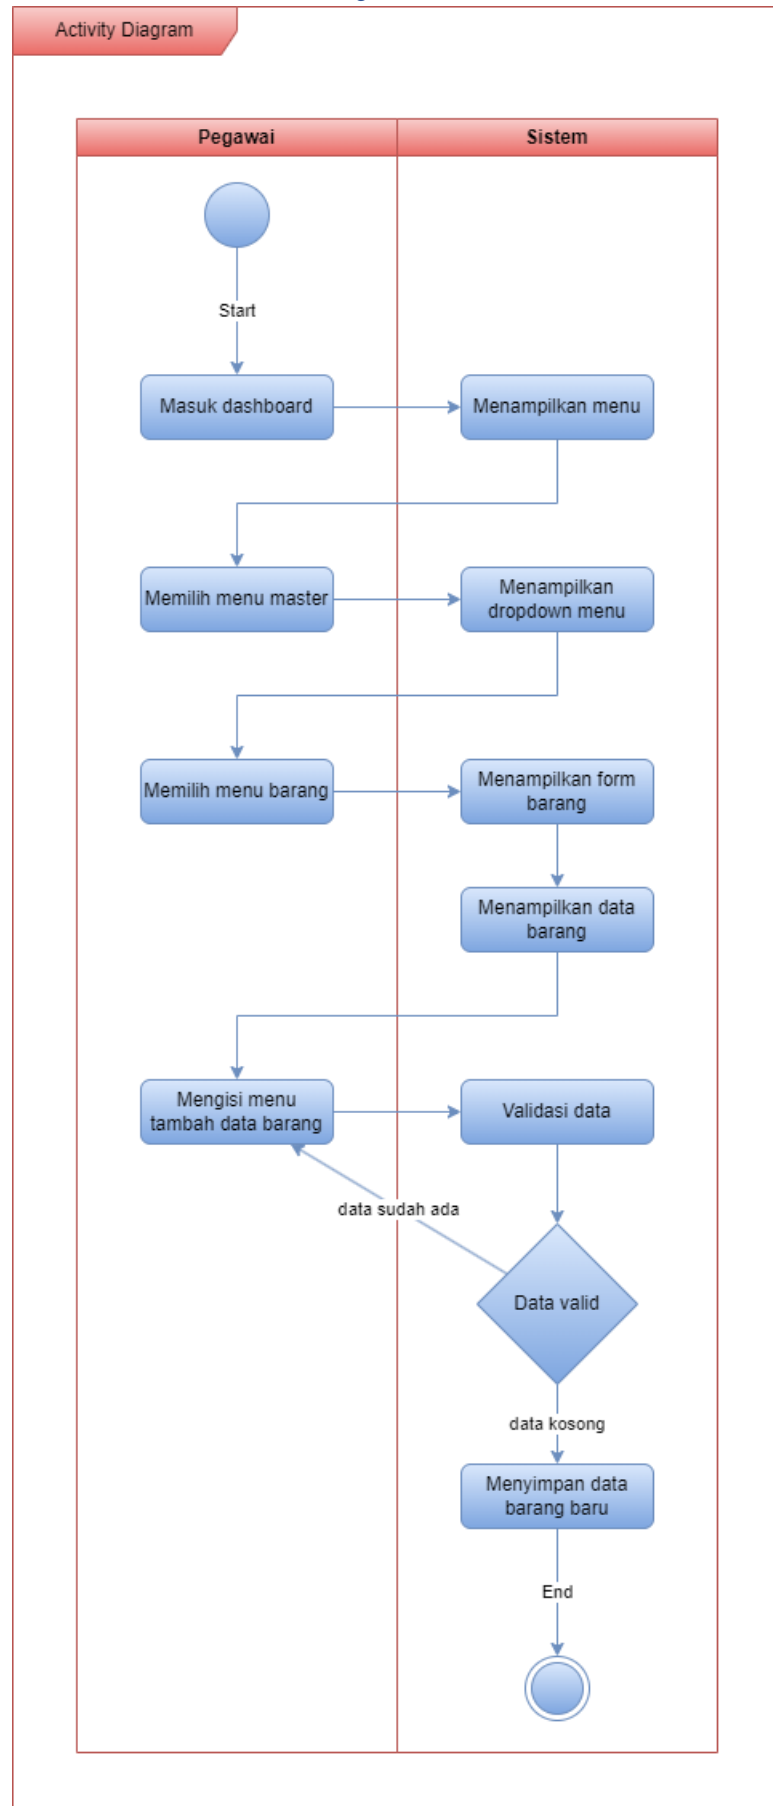 Activity Diagram
Pegawai
Sistem
Start
Masuk dashboard
Menampilkan menu
Memilih menu master
Menampilkan
dropdown menu
Memilih menu barang
Menampilkan form
barang
Menampilkan data
barang
Mengisi menu
tambah data barang
Validasi data
data sudah ada
Data valid
data kosong
Menyimpan data
barang baru
End